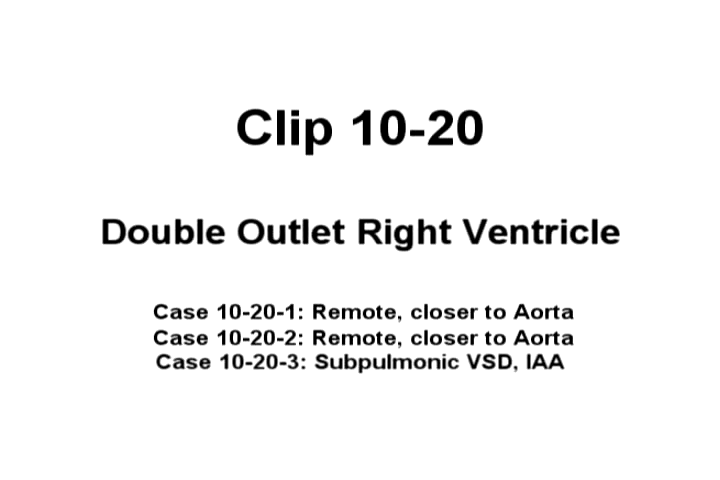 Clip 10-20
Double Outlet Right Ventricle
Case 10-20-1: Remote, closer to Aorta
Case 10-20-2: Remote, closer to Aorta
Case 10-20-3: Subpulmonic VSD, IAA